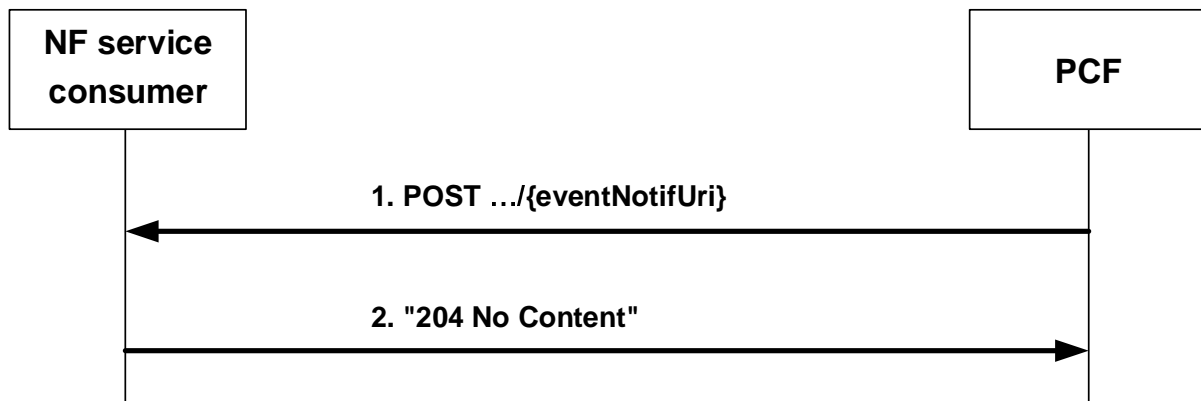 NF service
consumer
PCF
1. POST …/{eventNotifUri}
2. "204 No Content"